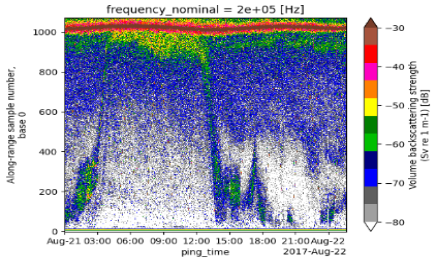 frequency_nominal = 2e+05 [Hz]
1000
800
600
400
200
0
Along-range sample number,
base 0
Aug-21 03:00 06:00 09:00 12:00 15:00 18:00 21:00 Aug-22
2017-Aug-22
ping_time
−30
−40
−50
−60
−70
−80
Volume backscattering strength
(Sv re 1 m-1) [dB]